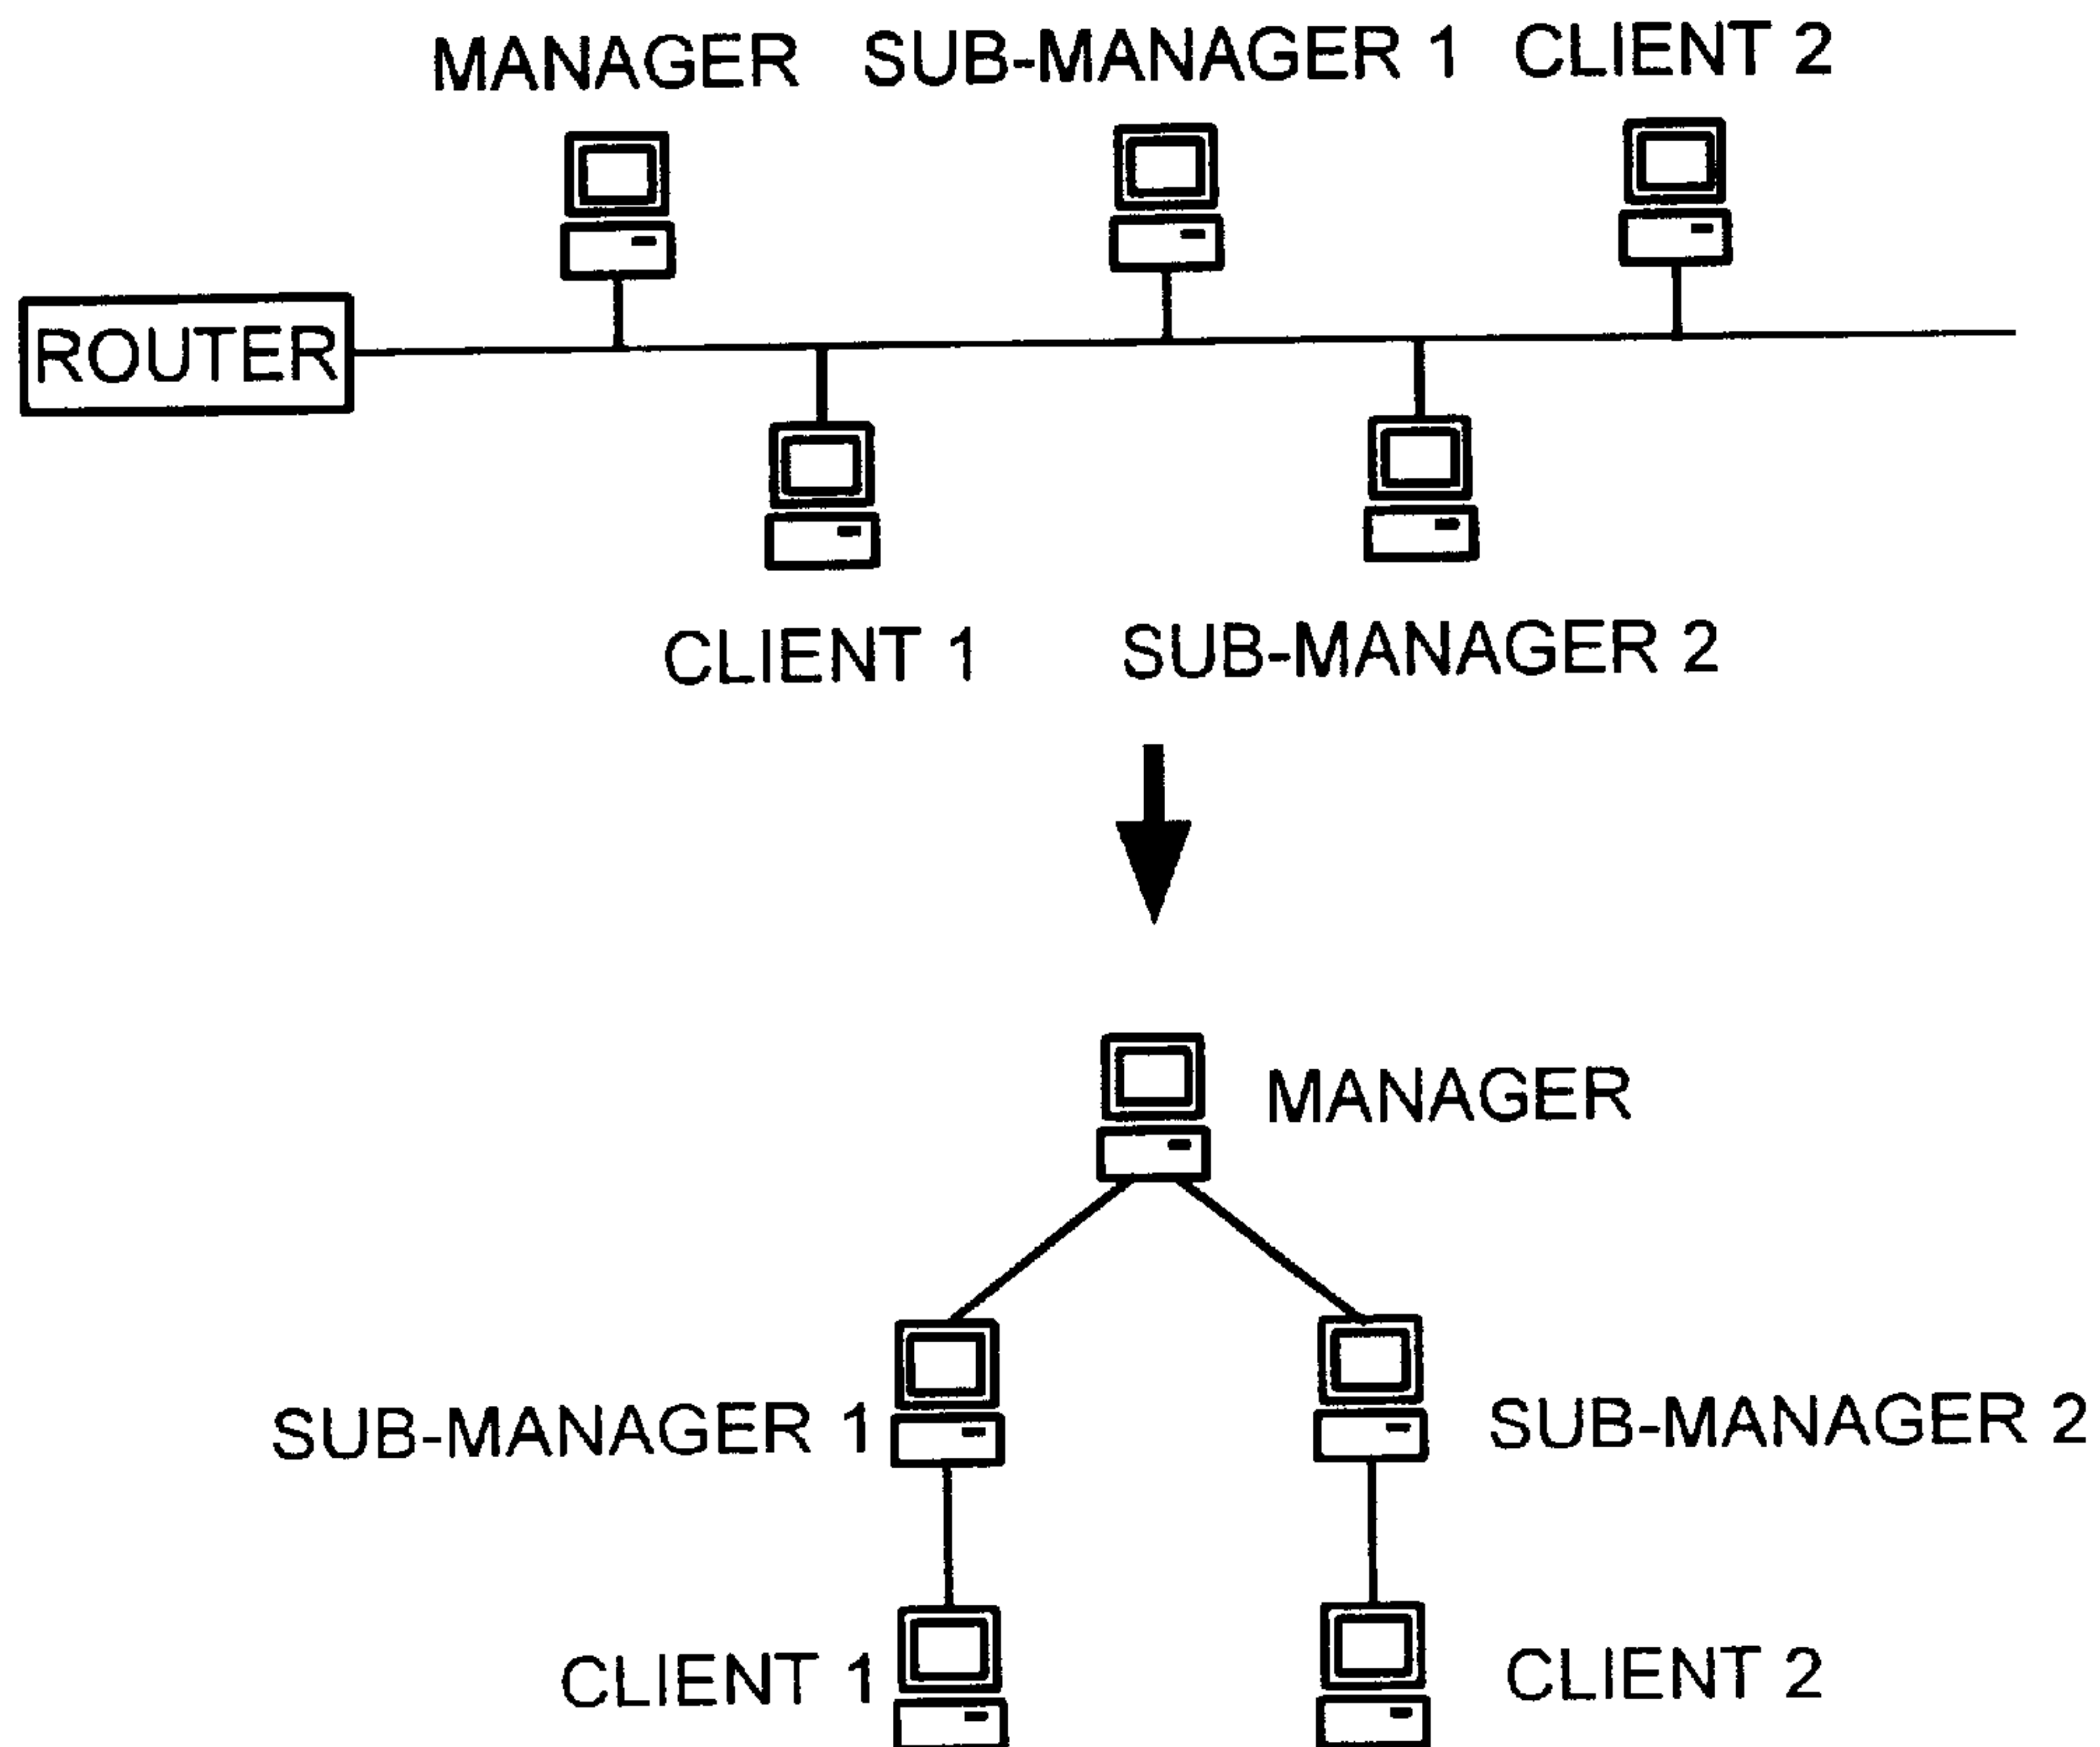 MANAGER SUB-MANAGER 1 CLIENT 2
ROUTER
CLIENT 1 SUB-MANAGER 2
MANAGER
SUB-MANAGER 1 SUB-MANAGER 2
CLIENT 1 CLIENT 2